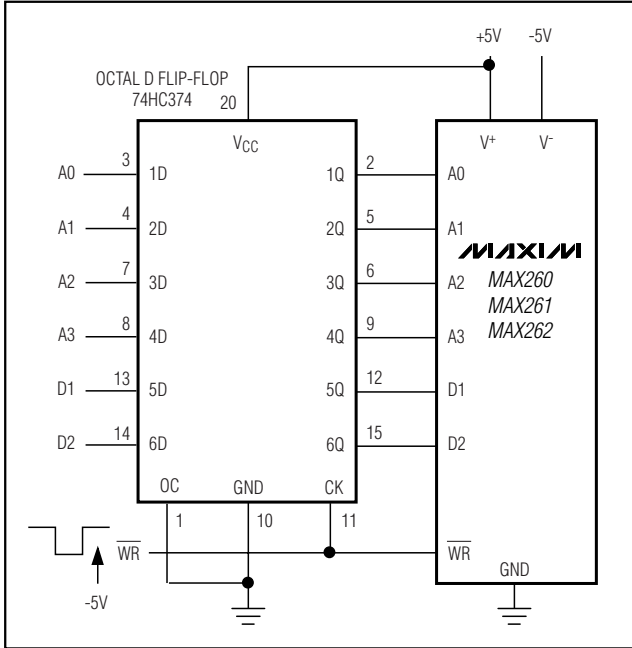 +5V -5V
OCTAL D FLIP-FLOP
74HC374 20
VCC V+ V-
A0 3 1D 1Q 2 A0
A1 4 2D 2Q 5 A1
MAXIM
A2 7 3D 3Q 6 A2 MAX260
MAX261
A3 8 4D 4Q 9 A3 MAX262
D1 13 5D 5Q 12 D1
D2 14 6D 6Q 15 D2
OC GND CK
1 10 11
WR WR
GND
-5V